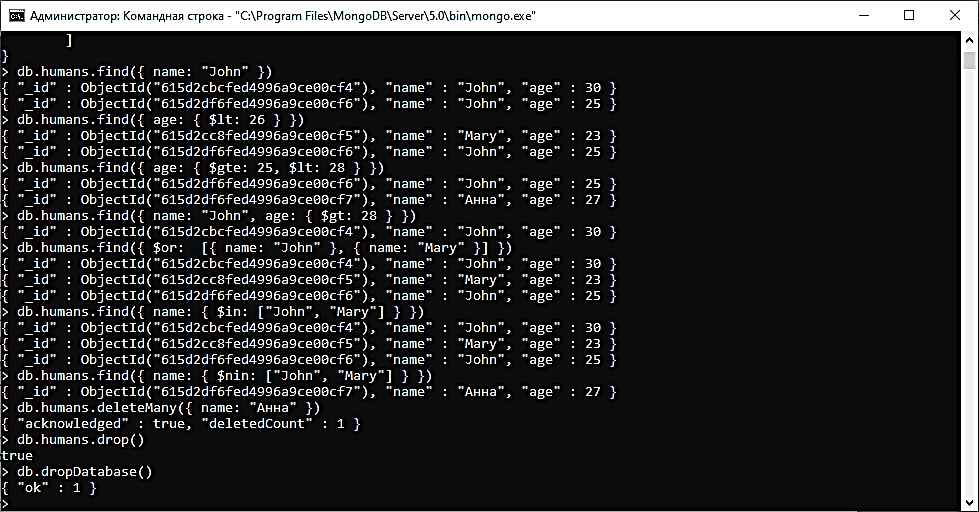 Администратор: Командная строка - "C:\Program Files\MongoDB\Server\5.0\bin\mongo.exe"
        ]
}
> db.humans.find({ name: "John" })
{ "_id" : ObjectId("615d2cbcfed4996a9ce00cf4"), "name" : "John", "age" : 30 }
{ "_id" : ObjectId("615d2df6fed4996a9ce00cf6"), "name" : "John", "age" : 25 }
> db.humans.find({ age: { $lt: 26 } })
{ "_id" : ObjectId("615d2cc8fed4996a9ce00cf5"), "name" : "Mary", "age" : 23 }
{ "_id" : ObjectId("615d2df6fed4996a9ce00cf6"), "name" : "John", "age" : 25 }
> db.humans.find({ age: { $gte: 25, $lt: 28 } })
{ "_id" : ObjectId("615d2df6fed4996a9ce00cf6"), "name" : "John", "age" : 25 }
{ "_id" : ObjectId("615d2df6fed4996a9ce00cf7"), "name" : "Анна", "age" : 27 }
> db.humans.find({ name: "John", age: { $gt: 28 } })
{ "_id" : ObjectId("615d2cbcfed4996a9ce00cf4"), "name" : "John", "age" : 30 }
> db.humans.find({ $or:  [{ name: "John" }, { name: "Mary" }] })
{ "_id" : ObjectId("615d2cbcfed4996a9ce00cf4"), "name" : "John", "age" : 30 }
{ "_id" : ObjectId("615d2cc8fed4996a9ce00cf5"), "name" : "Mary", "age" : 23 }
{ "_id" : ObjectId("615d2df6fed4996a9ce00cf6"), "name" : "John", "age" : 25 }
> db.humans.find({ name: { $in: ["John", "Mary"] } })
{ "_id" : ObjectId("615d2cbcfed4996a9ce00cf4"), "name" : "John", "age" : 30 }
{ "_id" : ObjectId("615d2cc8fed4996a9ce00cf5"), "name" : "Mary", "age" : 23 }
{ "_id" : ObjectId("615d2df6fed4996a9ce00cf6"), "name" : "John", "age" : 25 }
> db.humans.find({ name: { $nin: ["John", "Mary"] } })
{ "_id" : ObjectId("615d2df6fed4996a9ce00cf7"), "name" : "Анна", "age" : 27 }
> db.humans.deleteMany({ name: "Анна" })
{ "acknowledged" : true, "deletedCount" : 1 }
> db.humans.drop()
true
> db.dropDatabase()
{ "ok" : 1 }
>